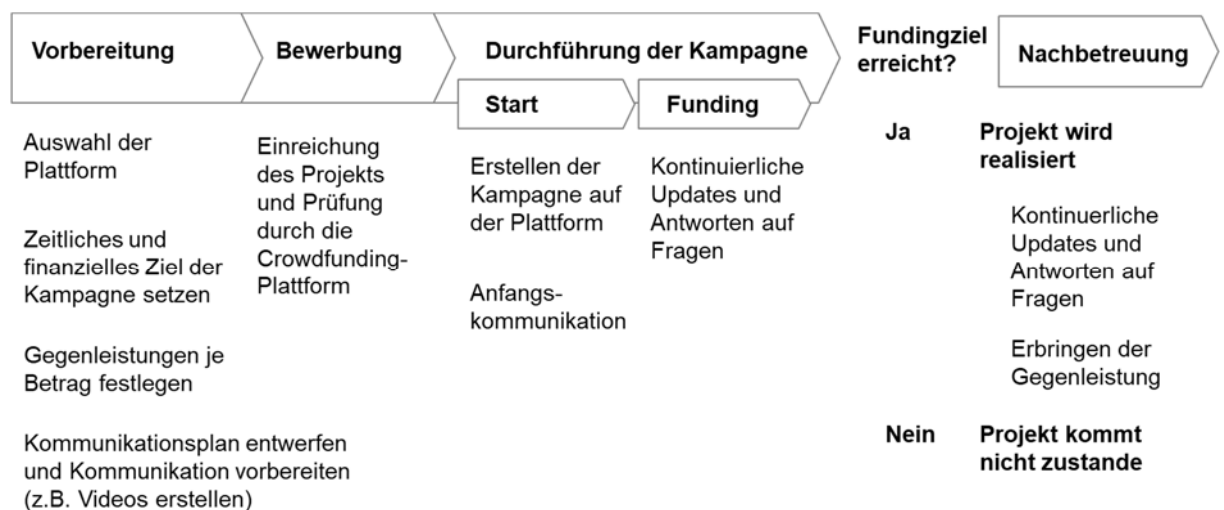 Vorbereitung
Bewerbung
Durchführung der Kampagne
Fundingziel
erreicht?
Nachbetreuung
Start
Funding
Auswahl der
Plattform
Zeitliches und
finanzielles Ziel der
Kampagne setzen
Gegenleistungen je
Betrag festlegen
Kommunikationsplan entwerfen
und Kommunikation vorbereiten
(z.B. Videos erstellen)
Einreichung
des Projekts
und Prüfung
durch die
Crowdfunding-
Plattform
Erstellen der
Kampagne auf
der Plattform
Anfangs-
kommunikation
Kontinuierliche
Updates und
Antworten auf
Fragen
Ja
Projekt wird
realisiert
Kontinuerliche
Updates und
Antworten auf
Fragen
Erbringen der
Gegenleistung
Nein
Projekt kommt
nicht zustande